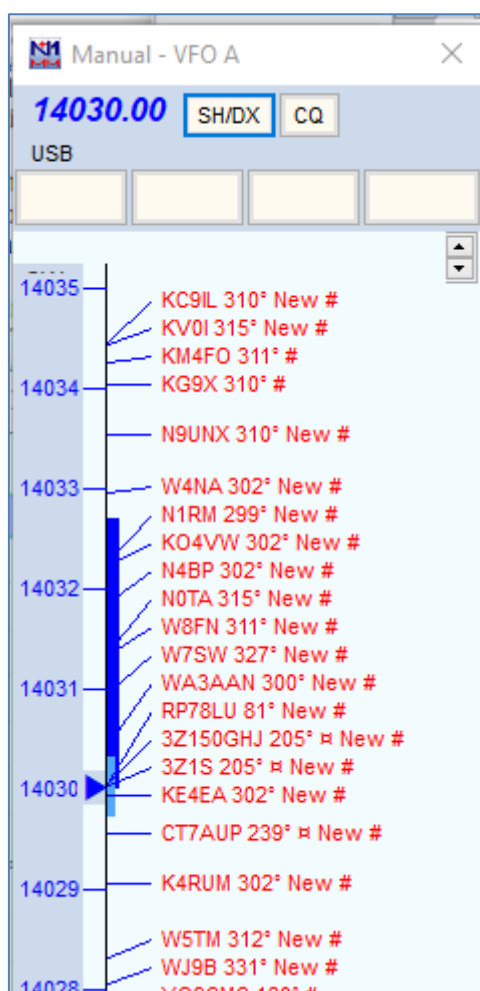 Manual - VFO A
14030.00 SH/DX CQ
USB
14035
KC9IL 310° New #
KV0I 315° New #
KM4FO 311° #
14034
KG9X 310° #
N9UNX 310° New #
14033
W4NA 302° New #
N1RM 299° New #
KO4VW 302° New #
14032
N4BP 302° New #
N0TA 315° New #
W8FN 311° New #
W7SW 327° New #
14031
WA3AAN 300° New #
RP78LU 81° New #
3Z150GHJ 205° ¤ New #
3Z1S 205° ¤ New #
14030
KE4EA 302° New #
CT7AUP 239° ¤ New #
14029
K4RUM 302° New #
W5TM 312° New #
WJ9B 331° New #
14028